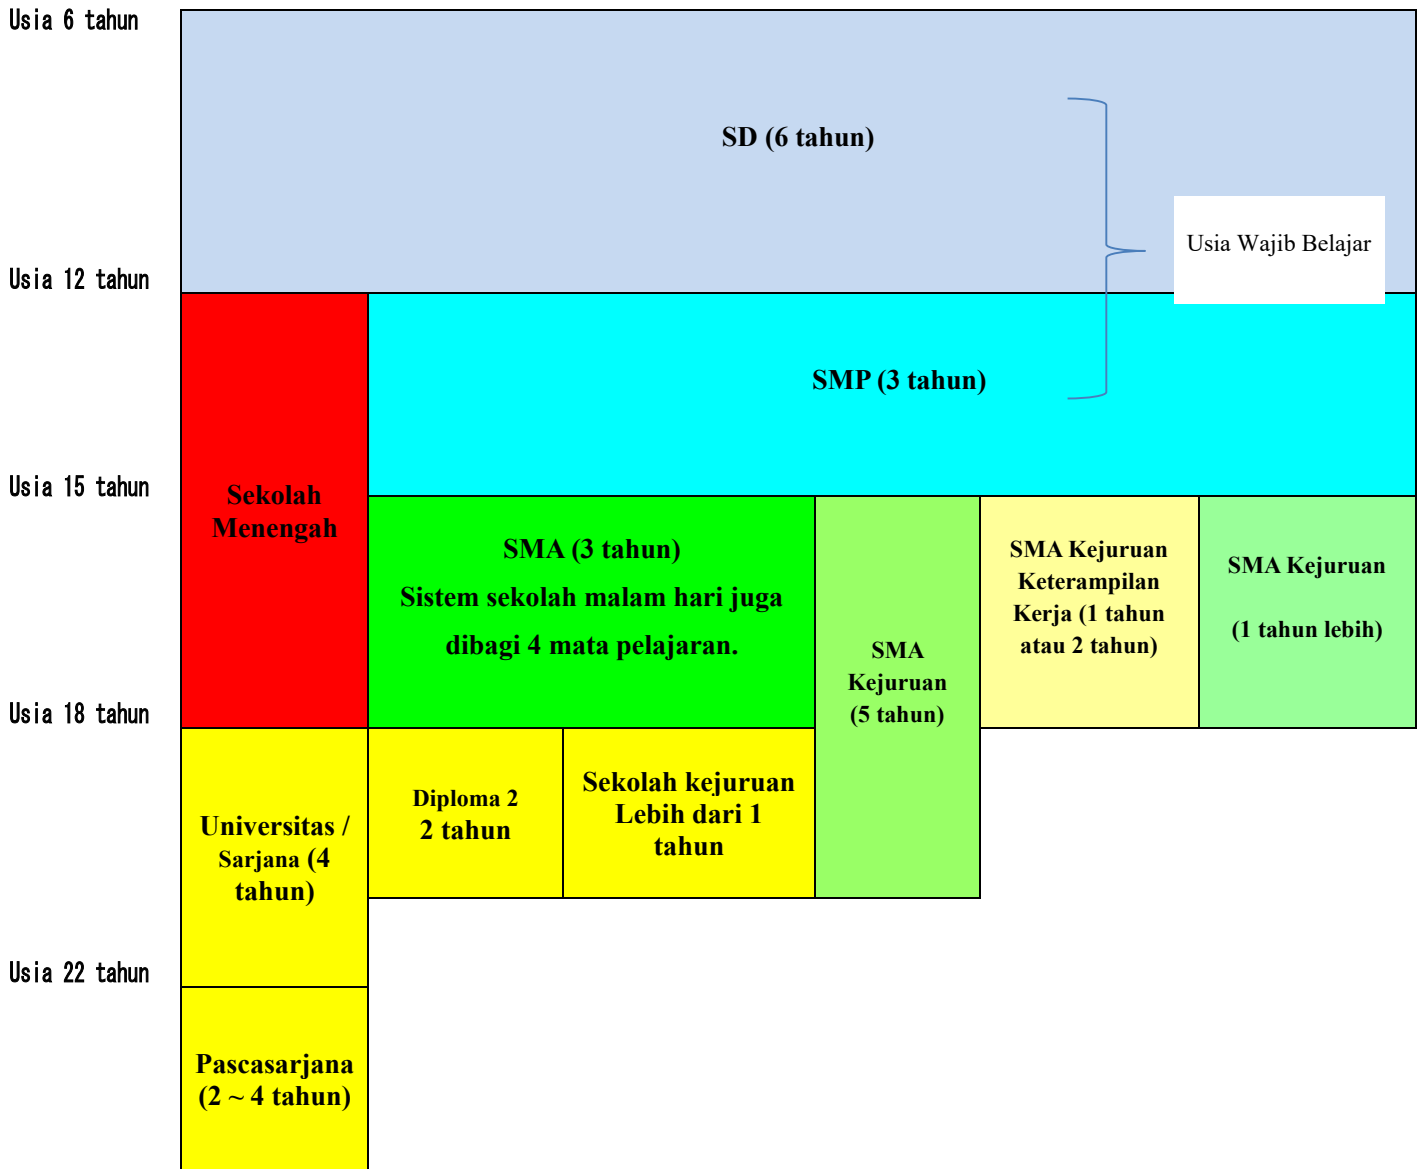 Usia 6 tahun
SD (6 tahun)
Usia Wajib Belajar
Usia 12 tahun
SMP (3 tahun)
Usia 15 tahun
Sekolah
Menengah
SMA (3 tahun)
Sistem sekolah malam hari juga
dibagi 4 mata pelajaran.
SMA
Kejuruan
(5 tahun)
SMA Kejuruan
Keterampilan
Kerja (1 tahun
atau 2 tahun)
SMA Kejuruan
(1 tahun lebih)
Usia 18 tahun
Universitas /
Sarjana (4
tahun)
Diploma 2
2 tahun
Sekolah kejuruan
Lebih dari 1
tahun
Usia 22 tahun
Pascasarjana
(2 ~ 4 tahun)